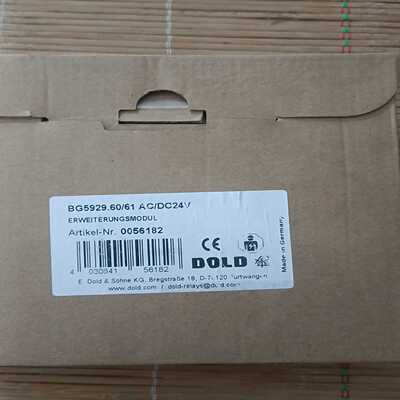 BG5929.60/61 AC/DC24V
ERWEITERUNGSMODUL
Artikel-Nr. 0056182
CE
DOLD
Made in Germany
4 030641 56182
E. Dold & Söhne KG, Bregstraße 18, D-78120 Furtwangen
www.dold.com / dold-relays@dold.com